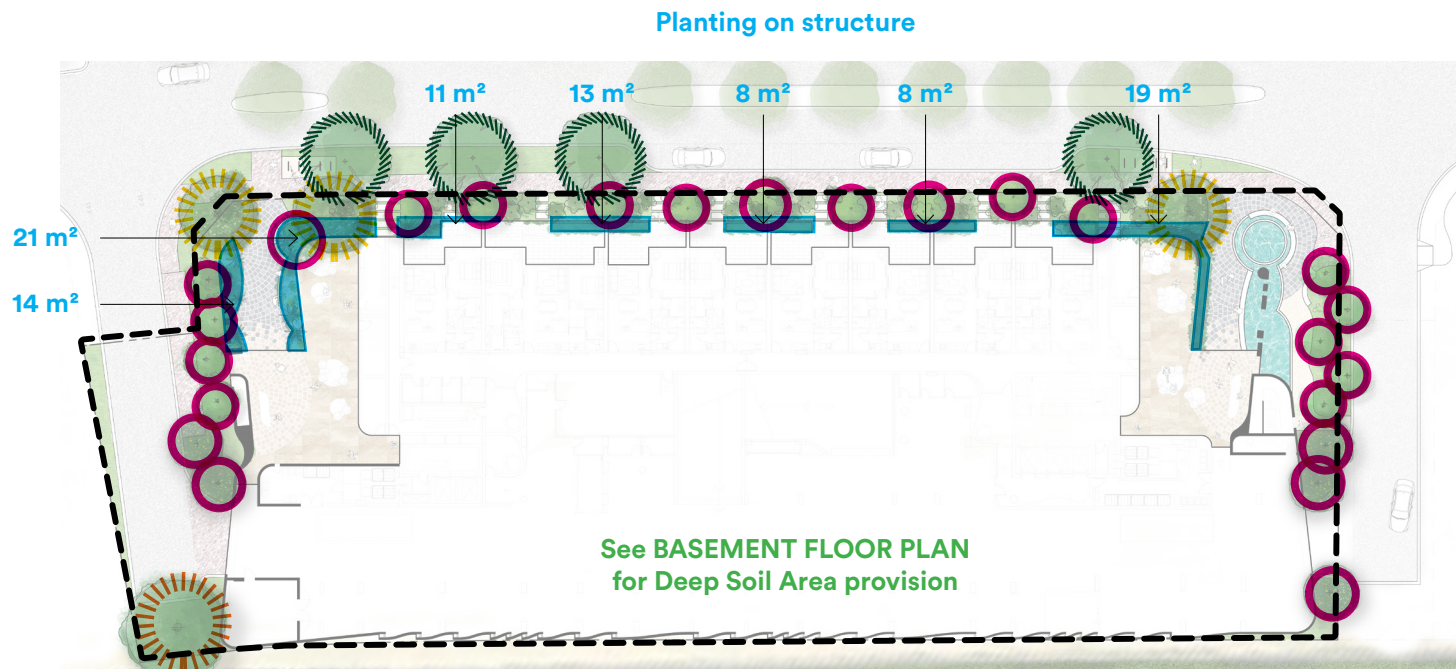 Planting on structure
11 m²
13 m²
8 m²
8 m²
19 m²
21 m²
14 m²
See BASEMENT FLOOR PLAN
for Deep Soil Area provision